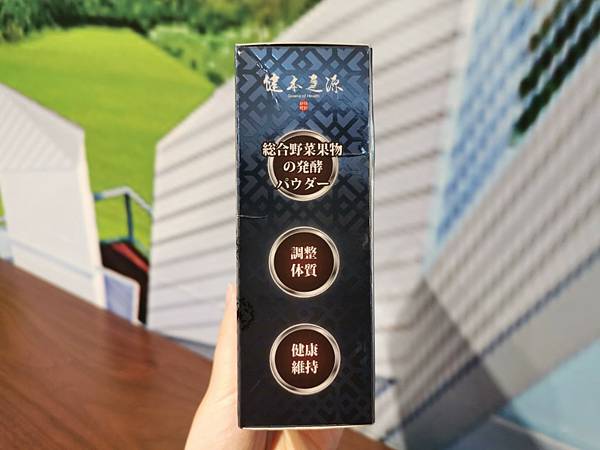 健本逢源
Source of Health
総合野菜果物
の発酵
パウダー
調整
体質
健康
維持